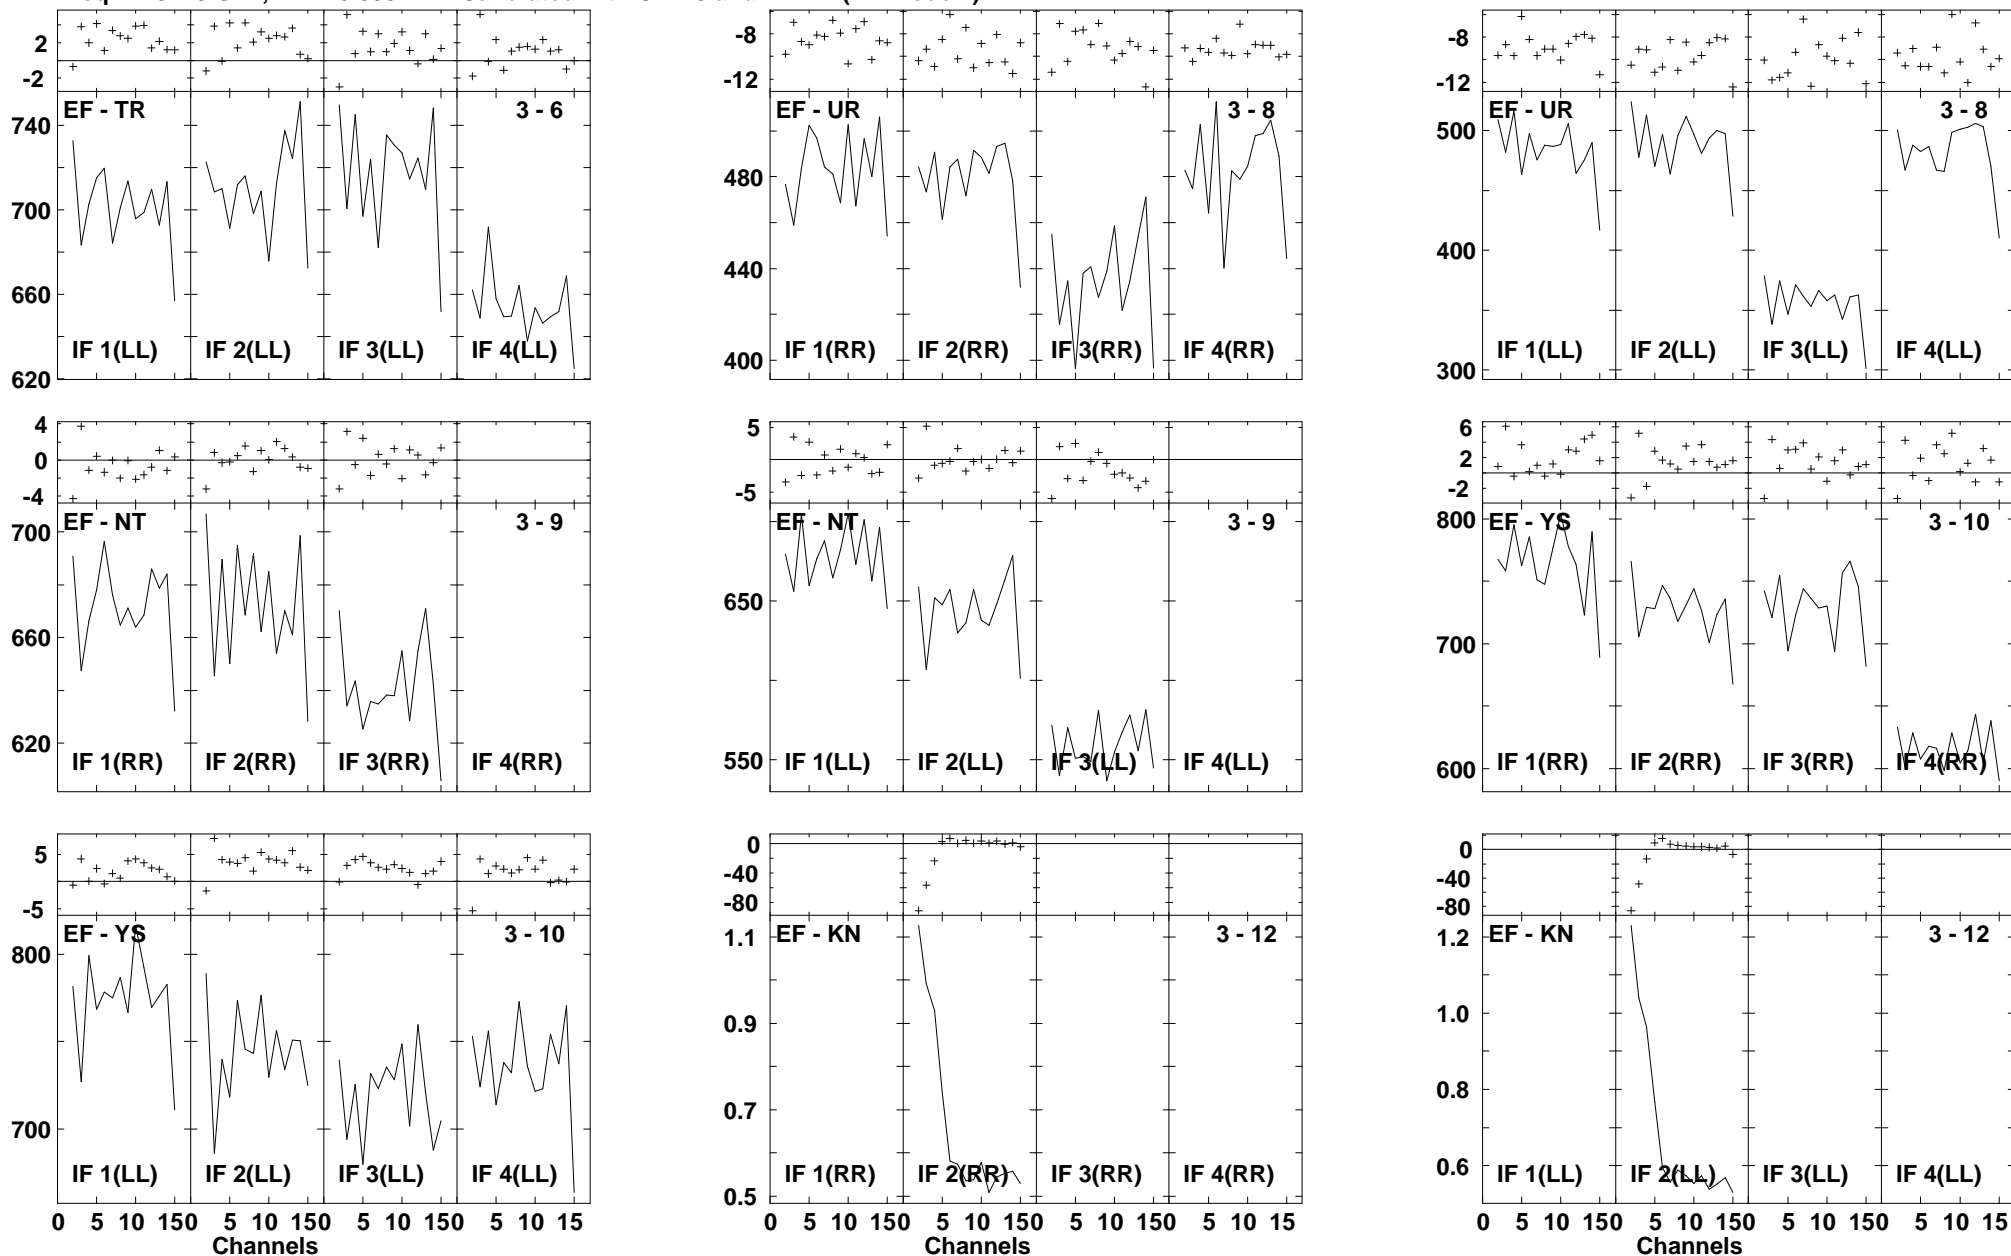 2
-2
EF - TR
3 - 6
740
700
660
620
IF 1(LL)
IF 2(LL)
IF 3(LL)
IF 4(LL)
-8
-12
EF - UR
3 - 8
480
440
400
IF 1(RR)
IF 2(RR)
IF 3(RR)
IF 4(RR)
-8
-12
EF - UR
3 - 8
500
400
300
IF 1(LL)
IF 2(LL)
IF 3(LL)
IF 4(LL)
4
0
-4
EF - NT
3 - 9
700
660
620
IF 1(RR)
IF 2(RR)
IF 3(RR)
IF 4(RR)
5
-5
EF - NT
3 - 9
650
550
IF 1(LL)
IF 2(LL)
IF 3(LL)
IF 4(LL)
6
2
-2
EF - YS
3 - 10
800
700
600
IF 1(RR)
IF 2(RR)
IF 3(RR)
IF 4(RR)
5
-5
EF - YS
3 - 10
800
700
IF 1(LL)
IF 2(LL)
IF 3(LL)
IF 4(LL)
0 5 10 150 5 10 150 5 10 150 5 10 15
Channels
0
-40
-80
EF - KN
3 - 12
1.1
0.9
0.7
0.5
IF 1(RR)
IF 2(RR)
IF 3(RR)
IF 4(RR)
0 5 10 150 5 10 150 5 10 150 5 10 15
Channels
0
-40
-80
EF - KN
3 - 12
1.2
1.0
0.8
0.6
IF 1(LL)
IF 2(LL)
IF 3(LL)
IF 4(LL)
0 5 10 150 5 10 150 5 10 150 5 10 15
Channels